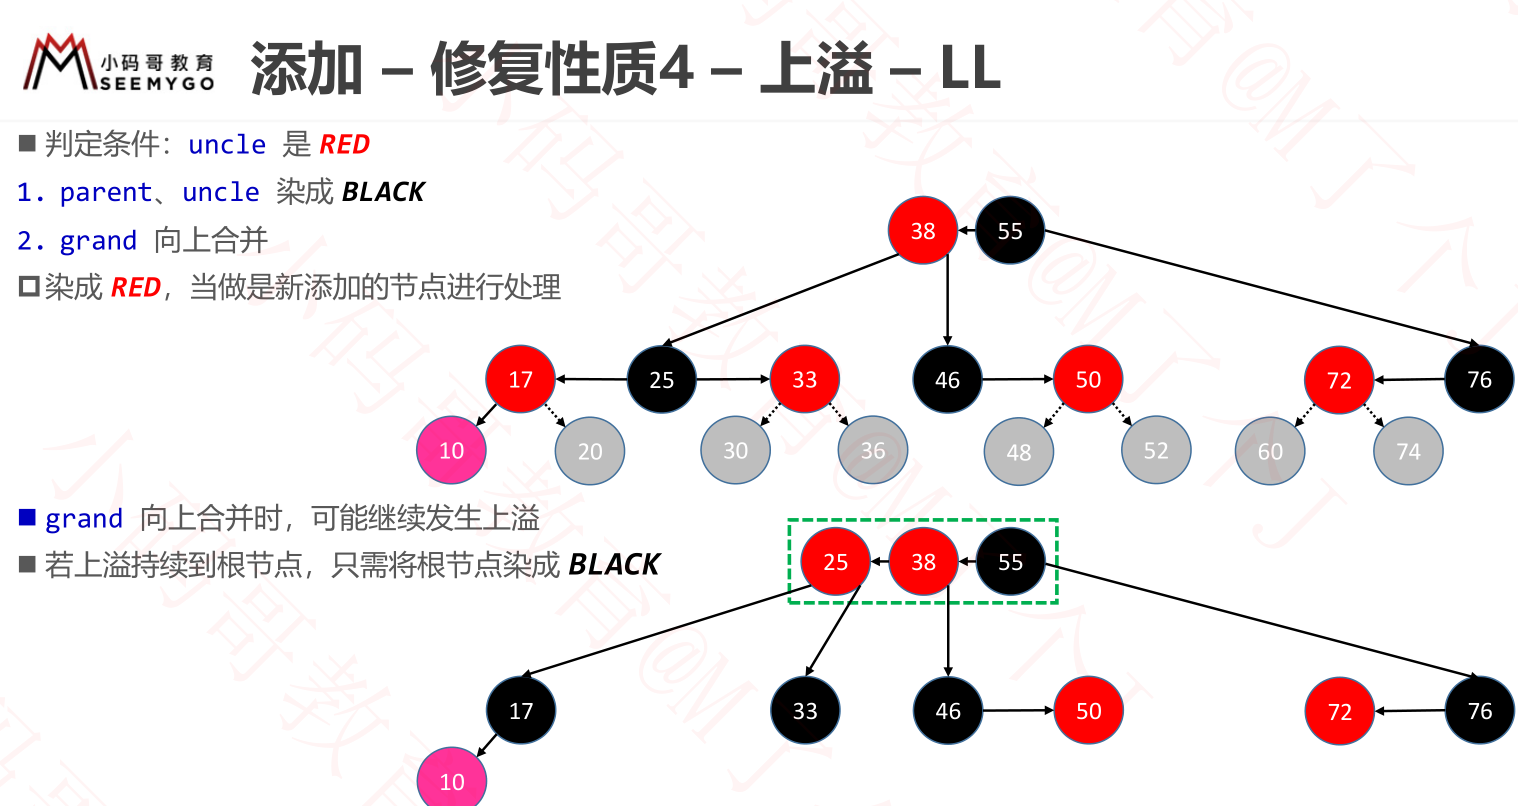 小码哥教育
SEEMYGO
添加 – 修复性质4 – 上溢 – LL
■ 判定条件：uncle 是 RED
1. parent、uncle 染成 BLACK
2. grand 向上合并
染成 RED，当做是新添加的节点进行处理
38 55
17 25 33 46 50 72 76
10 20 30 36 48 52 60 74
■ grand 向上合并时，可能继续发生上溢
■ 若上溢持续到根节点，只需将根节点染成 BLACK
25 38 55
17 33 46 50 72 76
10